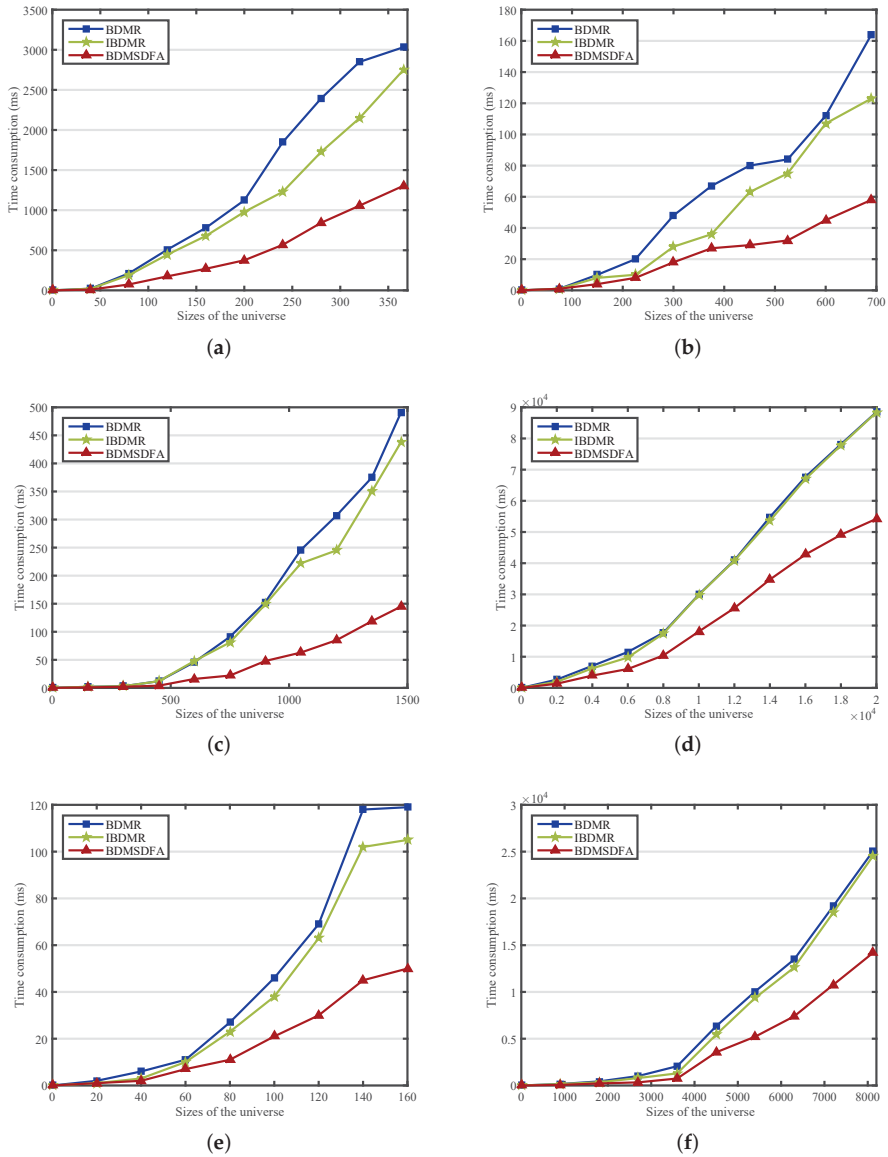 BDMR
IBDMR
BDMSDFA
Time consumption (ms)
3500
3000
2500
2000
1500
1000
500
0
0 50 100 150 200 250 300 350
Sizes of the universe
(a)
BDMR
IBDMR
BDMSDFA
Time consumption (ms)
180
160
140
120
100
80
60
40
20
0
0 100 200 300 400 500 600 700
Sizes of the universe
(b)
BDMR
IBDMR
BDMSDFA
Time consumption (ms)
500
450
400
350
300
250
200
150
100
50
0
0 500 1000 1500
Sizes of the universe
(c)
×10⁴
BDMR
IBDMR
BDMSDFA
Time consumption (ms)
9
8
7
6
5
4
3
2
1
0
0 0.2 0.4 0.6 0.8 1 1.2 1.4 1.6 1.8 2
Sizes of the universe
×10⁴
(d)
BDMR
IBDMR
BDMSDFA
Time consumption (ms)
120
100
80
60
40
20
0
0 20 40 60 80 100 120 140 160
Sizes of the universe
(e)
×10⁴
BDMR
IBDMR
BDMSDFA
Time consumption (ms)
3
2.5
2
1.5
1
0.5
0
0 1000 2000 3000 4000 5000 6000 7000 8000
Sizes of the universe
(f)